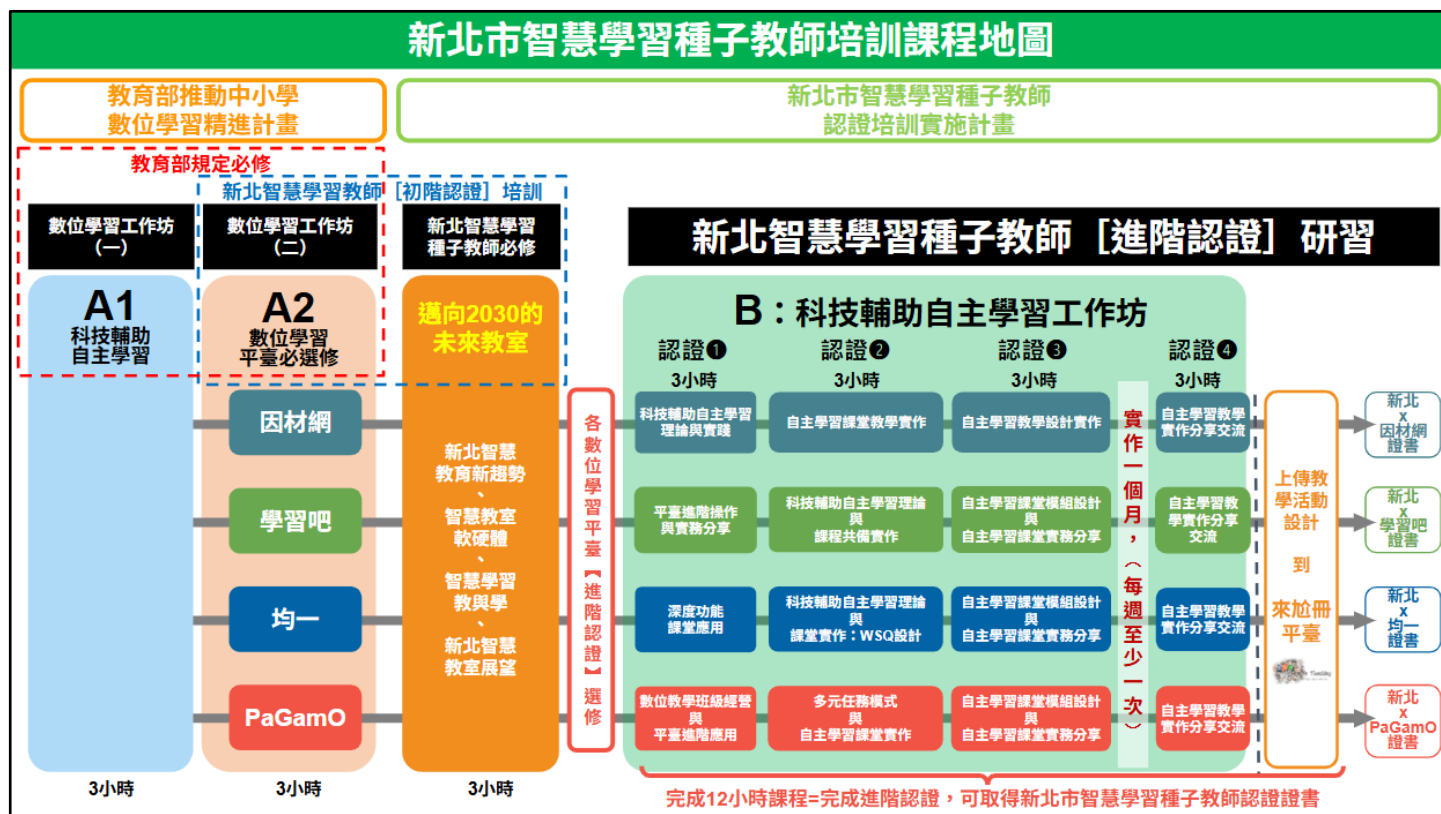 新北市智慧學習種子教師培訓課程地圖
教育部推動中小學
數位學習精進計畫
新北市智慧學習種子教師
認證培訓實施計畫
教育部規定必修
新北智慧學習教師［初階認證］培訓
數位學習工作坊
（一）
數位學習工作坊
（二）
新北智慧學習
種子教師必修
新北智慧學習種子教師［進階認證］研習
A1
科技輔助
自主學習
3小時
A2
數位學習
平臺必選修
因材網
學習吧
均一
PaGamO
3小時
邁向2030的
未來教室
新北智慧
教育新趨勢
、
智慧教室
軟硬體
、
智慧學習
教與學
、
新北智慧
教室展望
3小時
各數位學習平臺【進階認證】選修
B：科技輔助自主學習工作坊
認證❶
3小時
認證❷
3小時
認證❸
3小時
認證❹
3小時
科技輔助自主學習
理論與實踐
自主學習課堂教學實作
自主學習教學設計實作
自主學習教學
實作分享交流
平臺進階操作
與實務分享
科技輔助自主學習理論
與
課程共備實作
自主學習課堂模組設計
與
自主學習課堂實務分享
自主學習教
學實作分享
交流
深度功能
課堂應用
科技輔助自主學習理論
與
課堂實作：WSQ設計
自主學習課堂模組設計
與
自主學習課堂實務分享
自主學習教學
實作分享交流
數位教學班級經營
與
平臺進階應用
多元任務模式
與
自主學習課堂實作
自主學習課堂模組設計
與
自主學習課堂實務分享
自主學習教學
實作分享交流
實作一個月，（每週至少一次）
上傳教
學活動
設計
到
來尬冊
平臺
新北
x
因材網
證書
新北
x
學習吧
證書
新北
x
均一
證書
新北
x
PaGamO
證書
完成12小時課程=完成進階認證，可取得新北市智慧學習種子教師認證證書